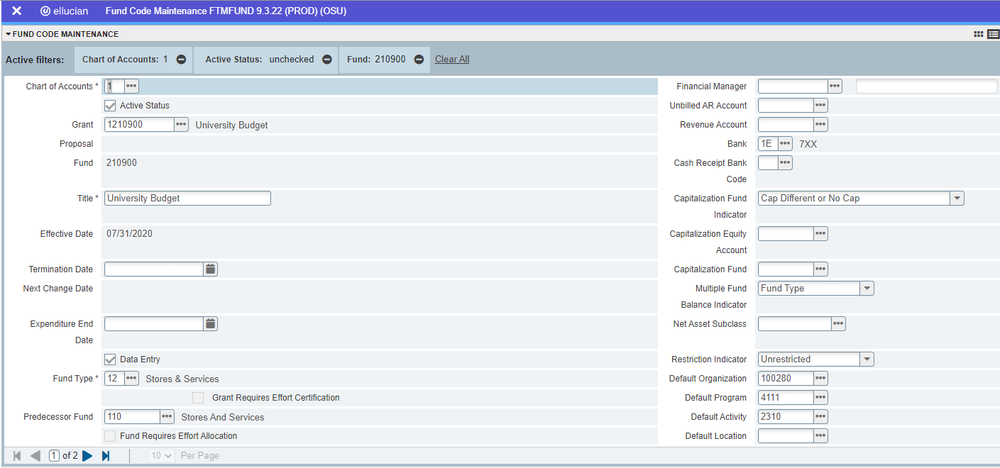 ellucian Fund Code Maintenance FTMFUND 9.3.22 (PROD) (OSU)
FUND CODE MAINTENANCE
Active filters: Chart of Accounts: 1 Active Status: unchecked Fund: 210900 Clear All
Chart of Accounts * 1
Active Status
Grant 1210900 University Budget
Proposal
Fund 210900
Title * University Budget
Effective Date 07/31/2020
Termination Date
Next Change Date
Expenditure End
Date
Data Entry
Fund Type * 12 Stores & Services
Grant Requires Effort Certification
Predecessor Fund 110 Stores And Services
Fund Requires Effort Allocation
Financial Manager
Unbilled AR Account
Revenue Account
Bank 1E 7XX
Cash Receipt Bank
Code
Capitalization Fund Cap Different or No Cap
Indicator
Capitalization Equity
Account
Capitalization Fund
Multiple Fund Fund Type
Balance Indicator
Net Asset Subclass
Restriction Indicator Unrestricted
Default Organization 100280
Default Program 4111
Default Activity 2310
Default Location
1 of 2 10 Per Page